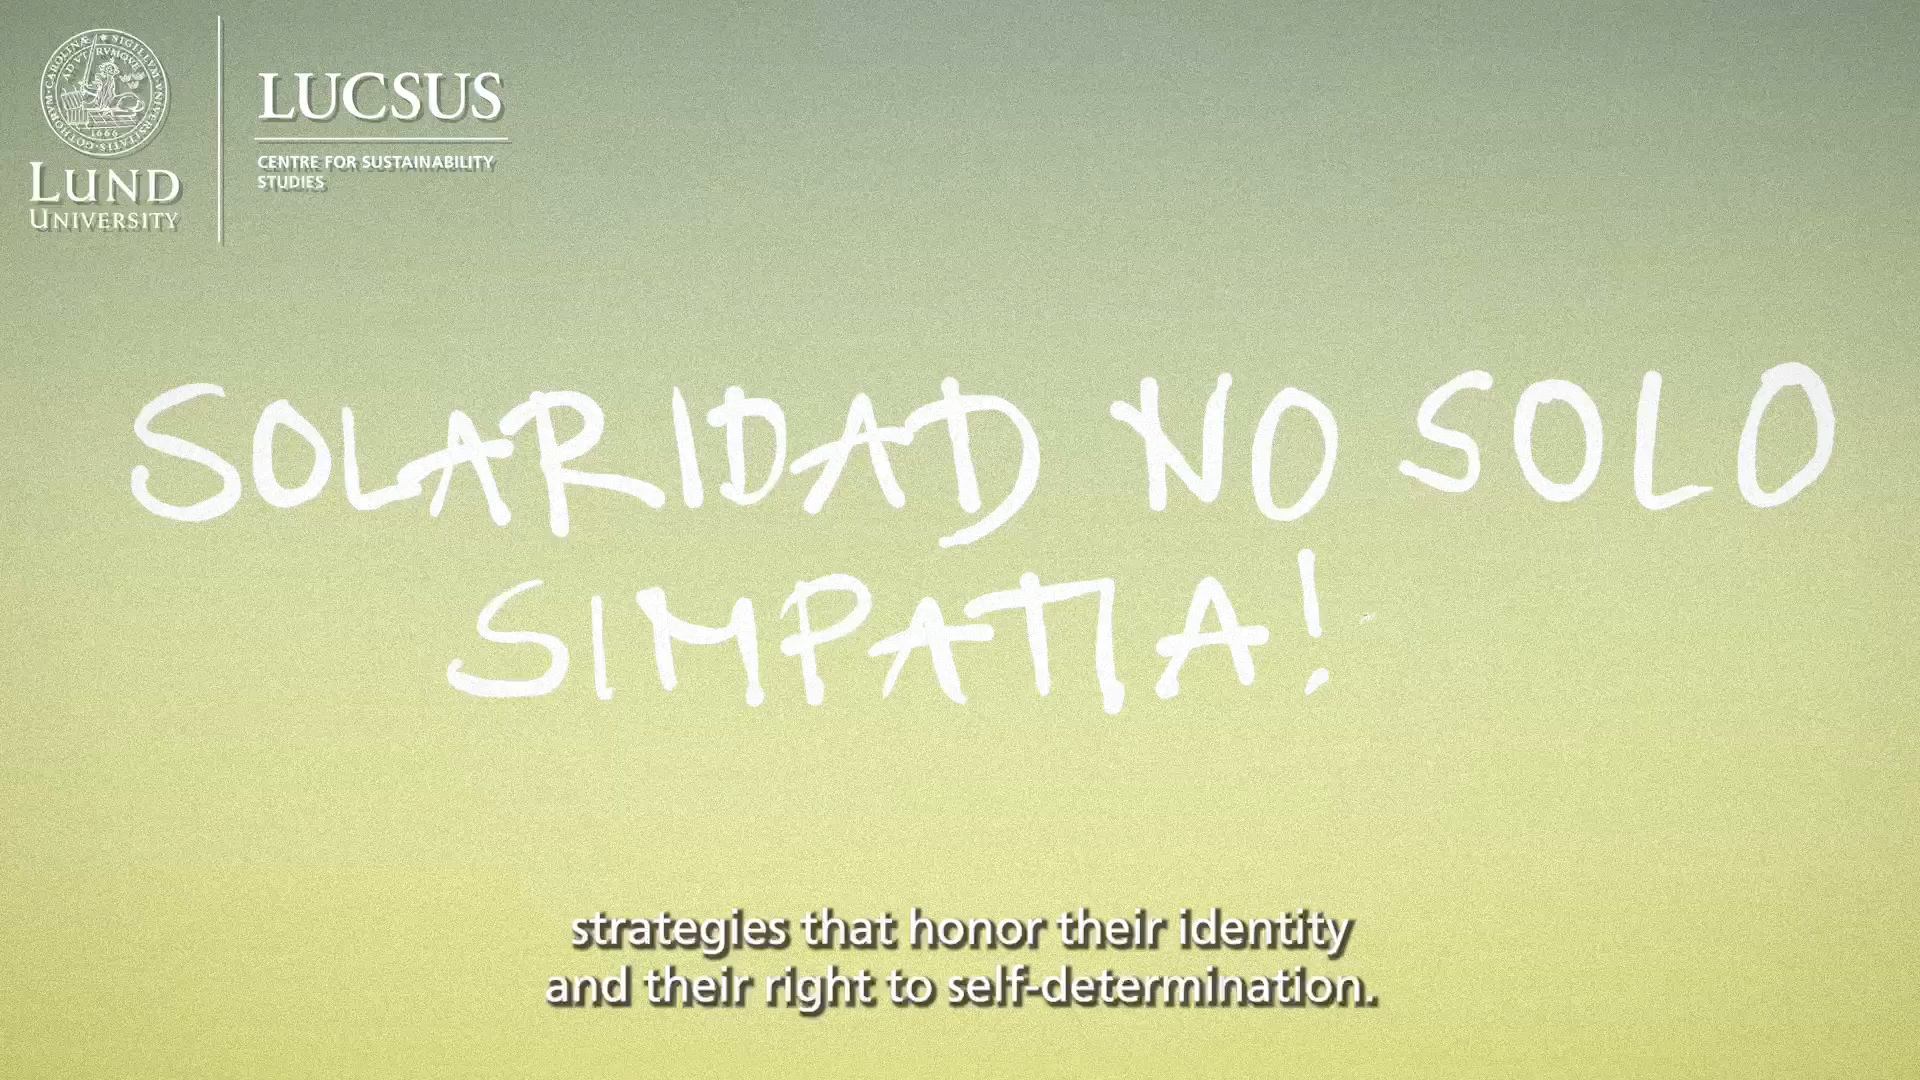 LUND
UNIVERSITY
LUCSUS
CENTRE FOR SUSTAINABILITY
STUDIES
SOLARIDAD NO SOLO
SIMPATIA!
strategies that honor their identity
and their right to self-determination.